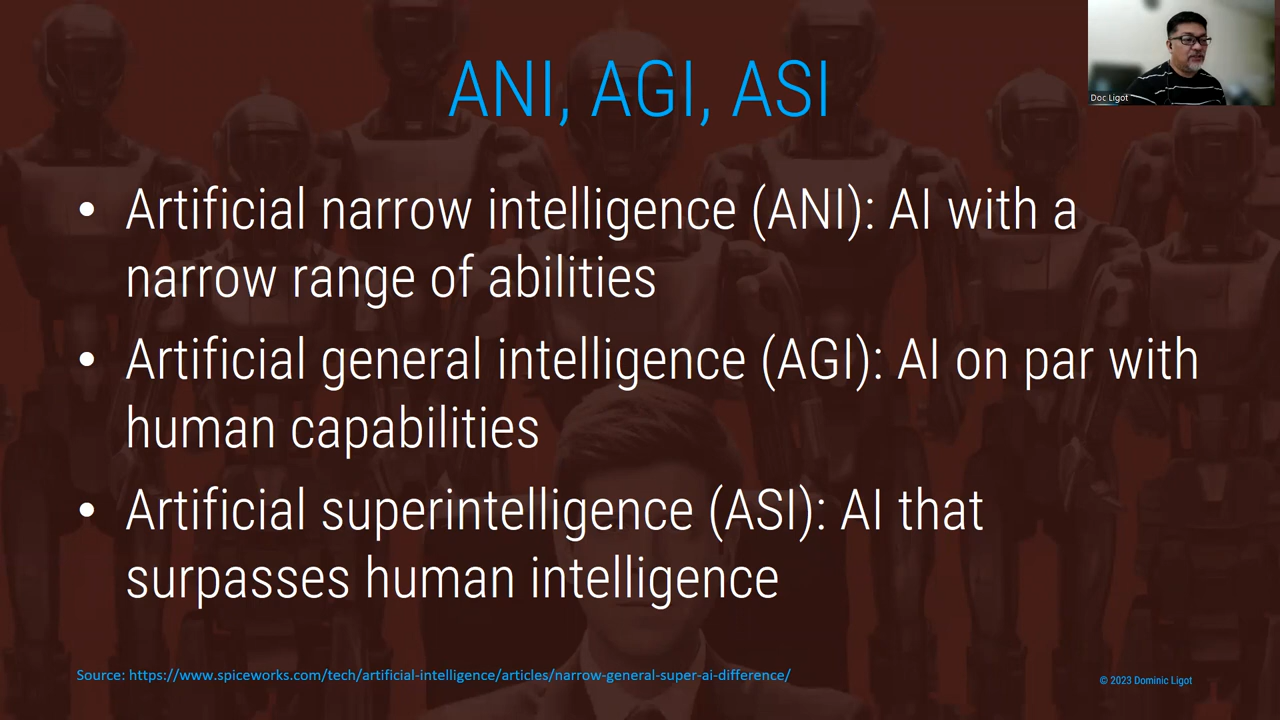 ANI, AGI, ASI
Doc Ligot
• Artificial narrow intelligence (ANI): AI with a
narrow range of abilities
• Artificial general intelligence (AGI): AI on par with
human capabilities
• Artificial superintelligence (ASI): AI that
surpasses human intelligence
Source: https://www.spiceworks.com/tech/artificial-intelligence/articles/narrow-general-super-ai-difference/
© 2023 Dominic Ligot